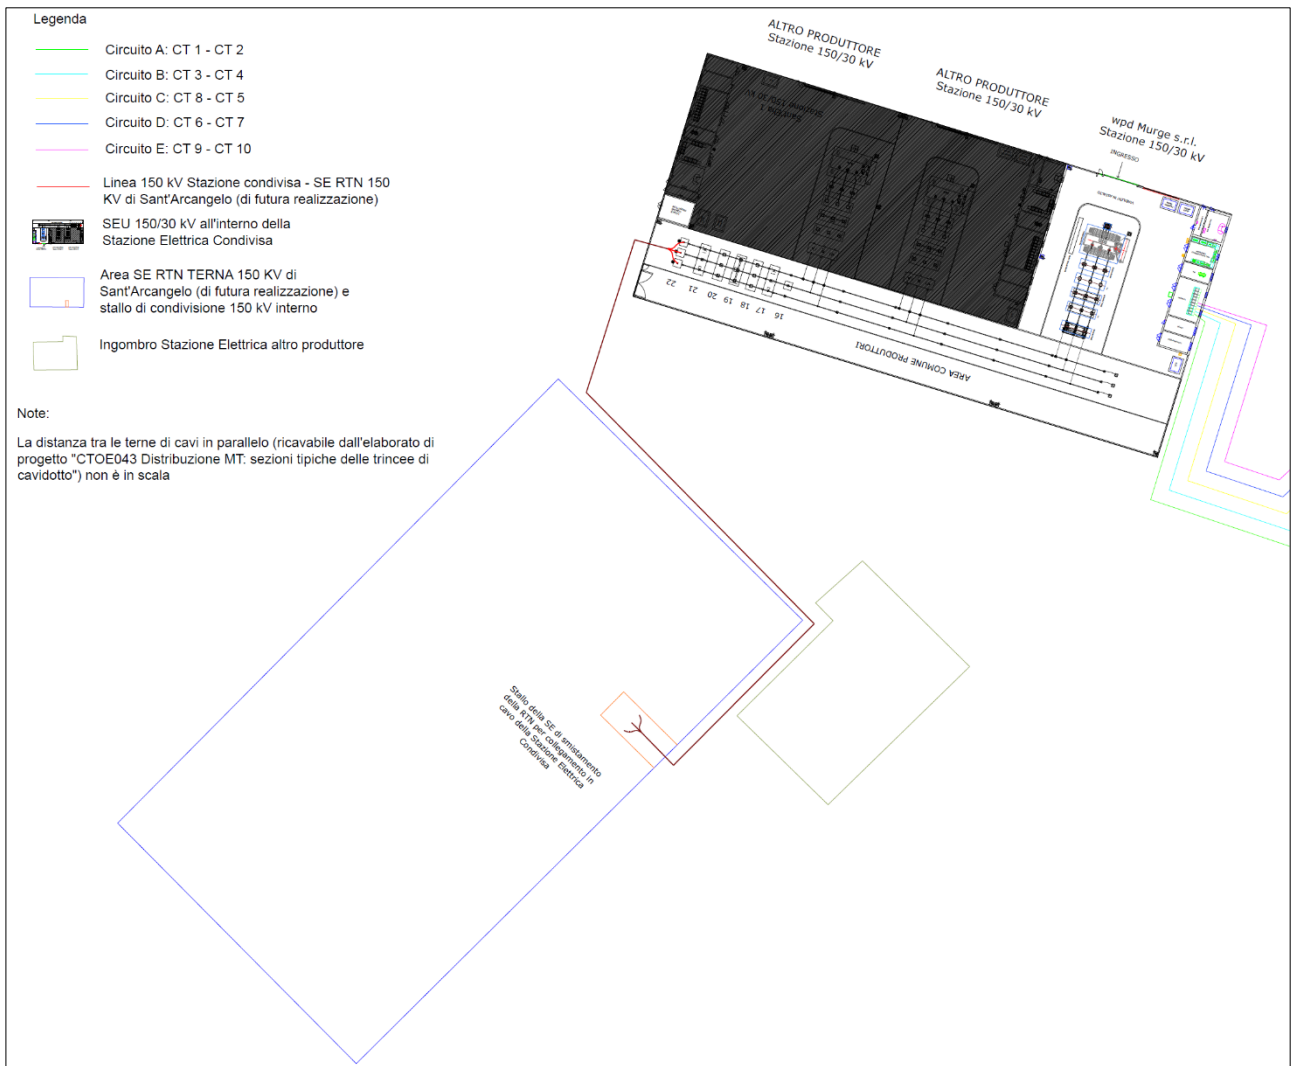 Legenda
Circuito A: CT 1 - CT 2
Circuito B: CT 3 - CT 4
Circuito C: CT 8 - CT 5
Circuito D: CT 6 - CT 7
Circuito E: CT 9 - CT 10
Linea 150 kV Stazione condivisa - SE RTN 150
KV di Sant'Arcangelo (di futura realizzazione)
SEU 150/30 kV all'interno della
Stazione Elettrica Condivisa
Area SE RTN TERNA 150 KV di
Sant'Arcangelo (di futura realizzazione) e
stallo di condivisione 150 kV interno
Ingombro Stazione Elettrica altro produttore
Note:
La distanza tra le terne di cavi in parallelo (ricavabile dall'elaborato di
progetto "CTOE043 Distribuzione MT: sezioni tipiche delle trincee di
cavidotto") non è in scala
ALTRO PRODUTTORE
Stazione 150/30 kV
ALTRO PRODUTTORE
Stazione 150/30 kV
wpd Murge s.r.l.
Stazione 150/30 kV
INGRESSO
Stazione 150/30 kV
22 21 20 19 18 17 16
AREA COMUNE PRODUTTORI
Stallo della SE di smistamento
della RTN per collegamento in
cavo della Stazione Elettrica
Condivisa